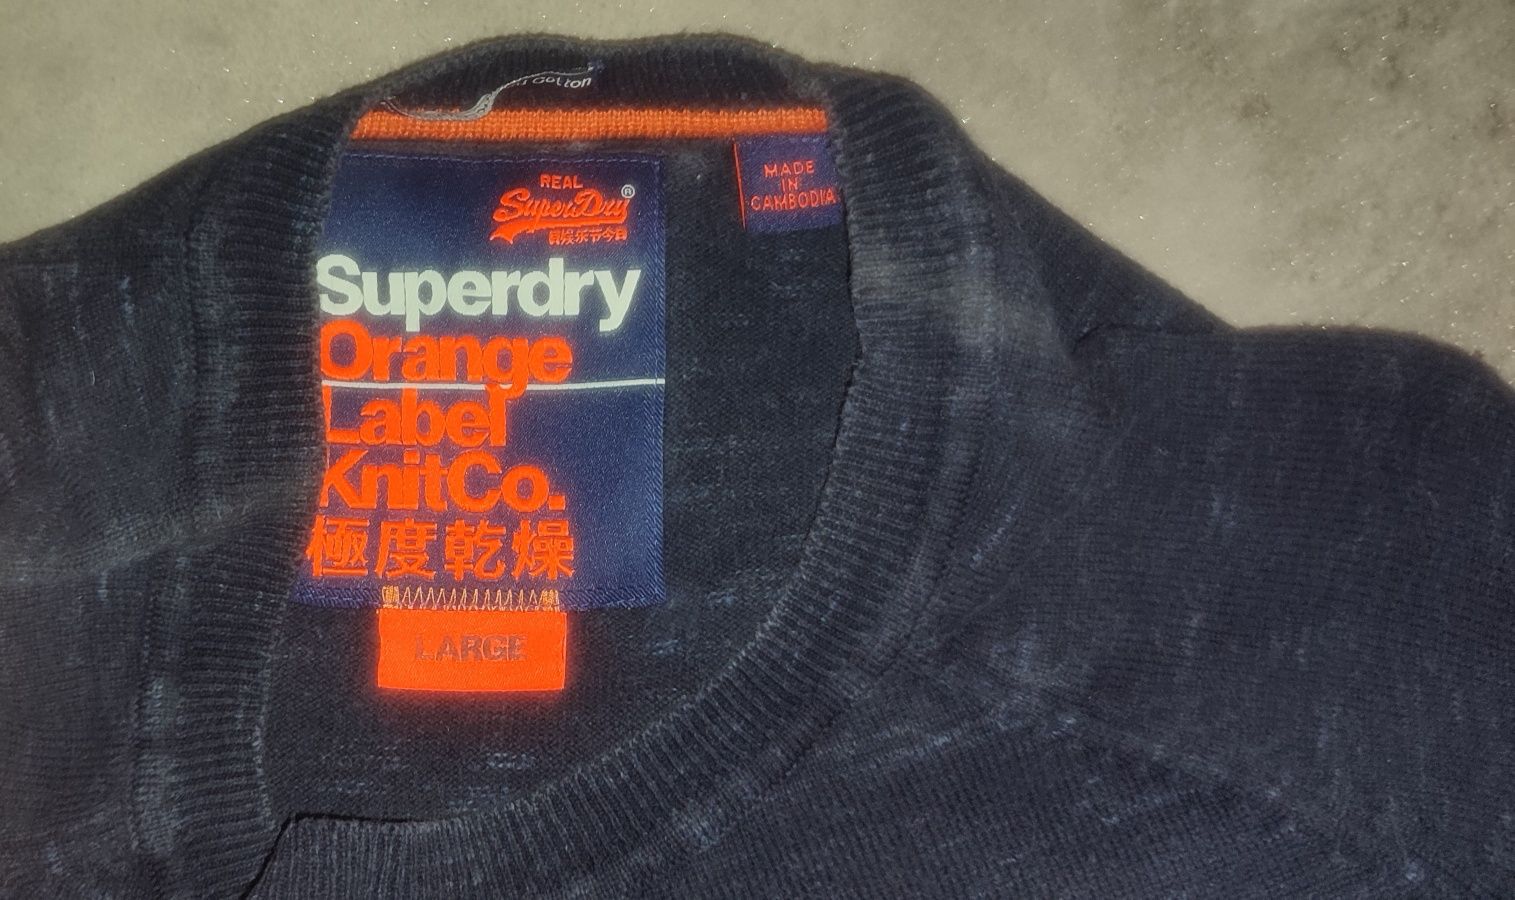 Cotton
REAL
SuperDry®
MADE
IN
CAMBODIA
Superdry
Orange
Label
KnitCo.
極度乾燥
LARGE